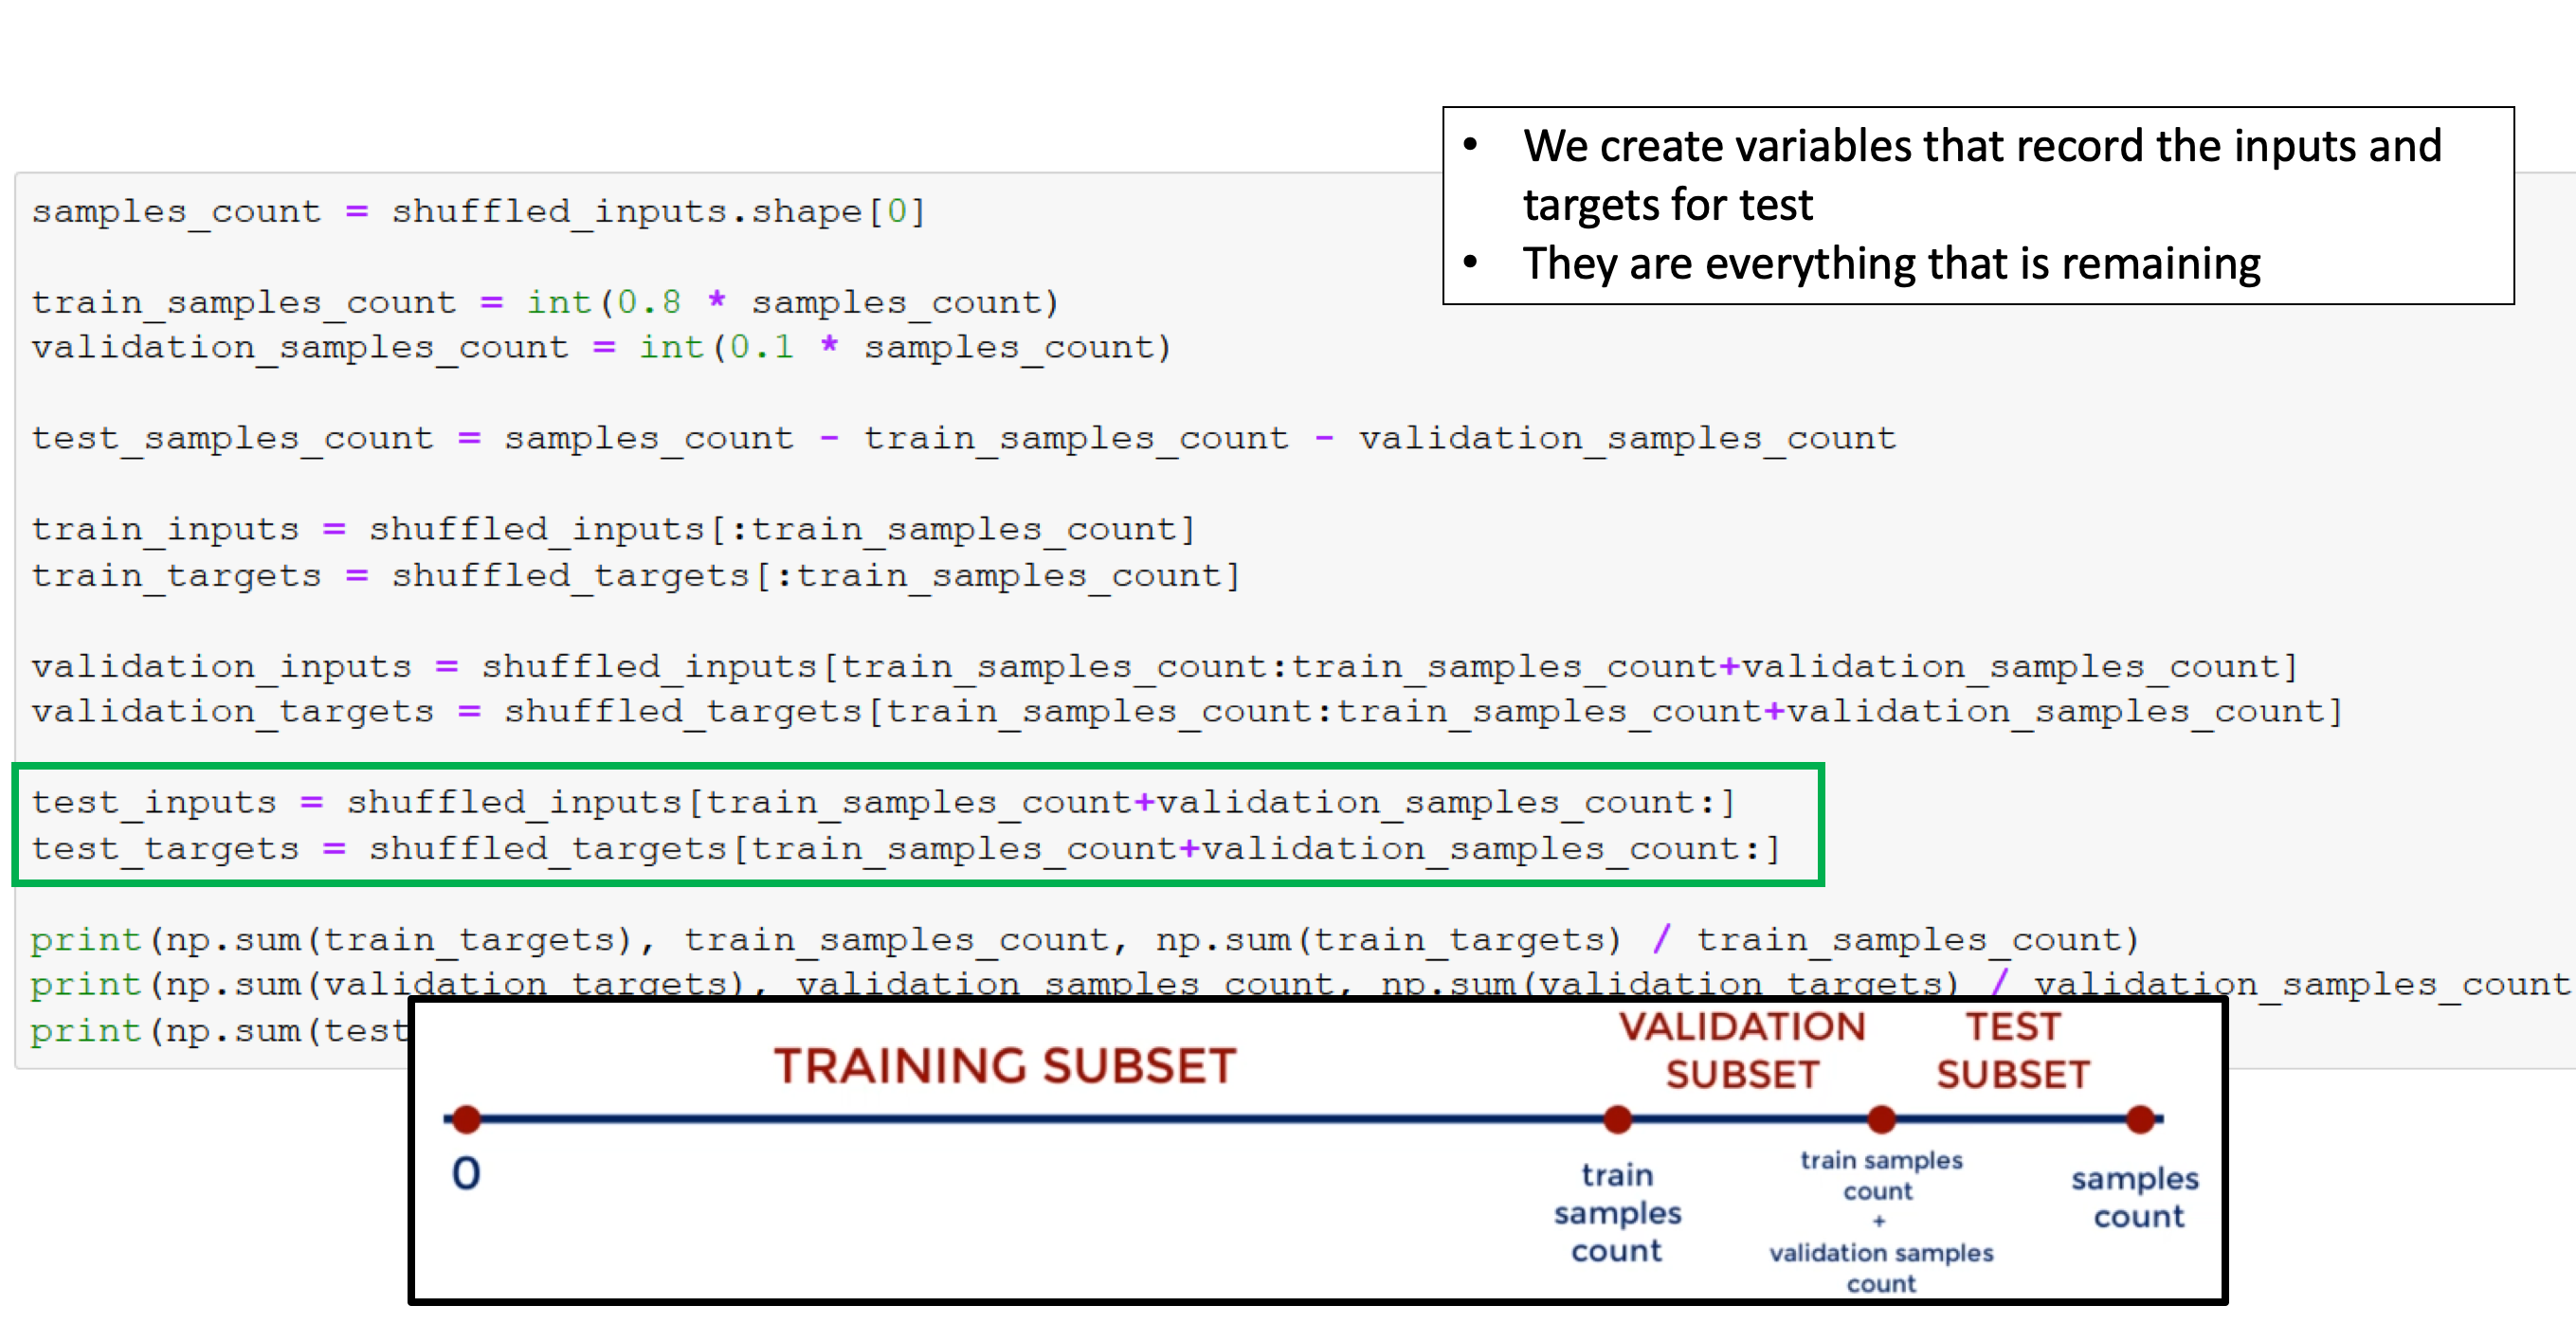 • We create variables that record the inputs and
targets for test
• They are everything that is remaining
samples_count = shuffled_inputs.shape[0]
train_samples_count = int(0.8 * samples_count)
validation_samples_count = int(0.1 * samples_count)
test_samples_count = samples_count - train_samples_count - validation_samples_count
train_inputs = shuffled_inputs[:train_samples_count]
train_targets = shuffled_targets[:train_samples_count]
validation_inputs = shuffled_inputs[train_samples_count:train_samples_count+validation_samples_count]
validation_targets = shuffled_targets[train_samples_count:train_samples_count+validation_samples_count]
test_inputs = shuffled_inputs[train_samples_count+validation_samples_count:]
test_targets = shuffled_targets[train_samples_count+validation_samples_count:]
print(np.sum(train_targets), train_samples_count, np.sum(train_targets) / train_samples_count)
print(np.sum(validation_targets), validation_samples_count, np.sum(validation_targets) / validation_samples_count
print(np.sum(test
TRAINING SUBSET
VALIDATION
SUBSET
TEST
SUBSET
0
train
samples
count
train samples
count
+
validation samples
count
samples
count